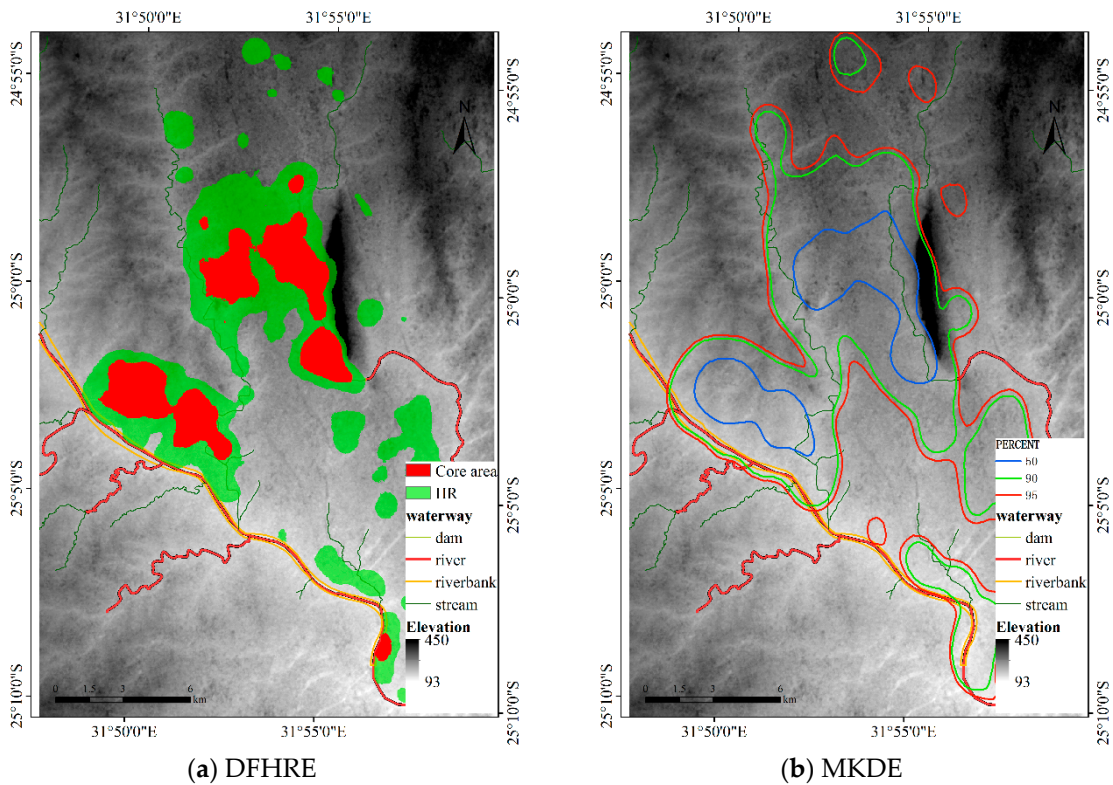 31°50'0"E 31°55'0"E
24°55'0"S
25°0'0"S
25°5'0"S
25°10'0"S
24°55'0"S
25°0'0"S
25°5'0"S
25°10'0"S
N
Core area
HR
waterway
dam
river
riverbank
stream
Elevation
450
93
0 1.5 3 6
km
31°50'0"E 31°55'0"E
(a) DFHRE
31°50'0"E 31°55'0"E
24°55'0"S
25°0'0"S
25°5'0"S
25°10'0"S
24°55'0"S
25°0'0"S
25°5'0"S
25°10'0"S
N
PERCENT
50
90
95
waterway
dam
river
riverbank
stream
Elevation
450
93
0 1.5 3 6
km
31°50'0"E 31°55'0"E
(b) MKDE